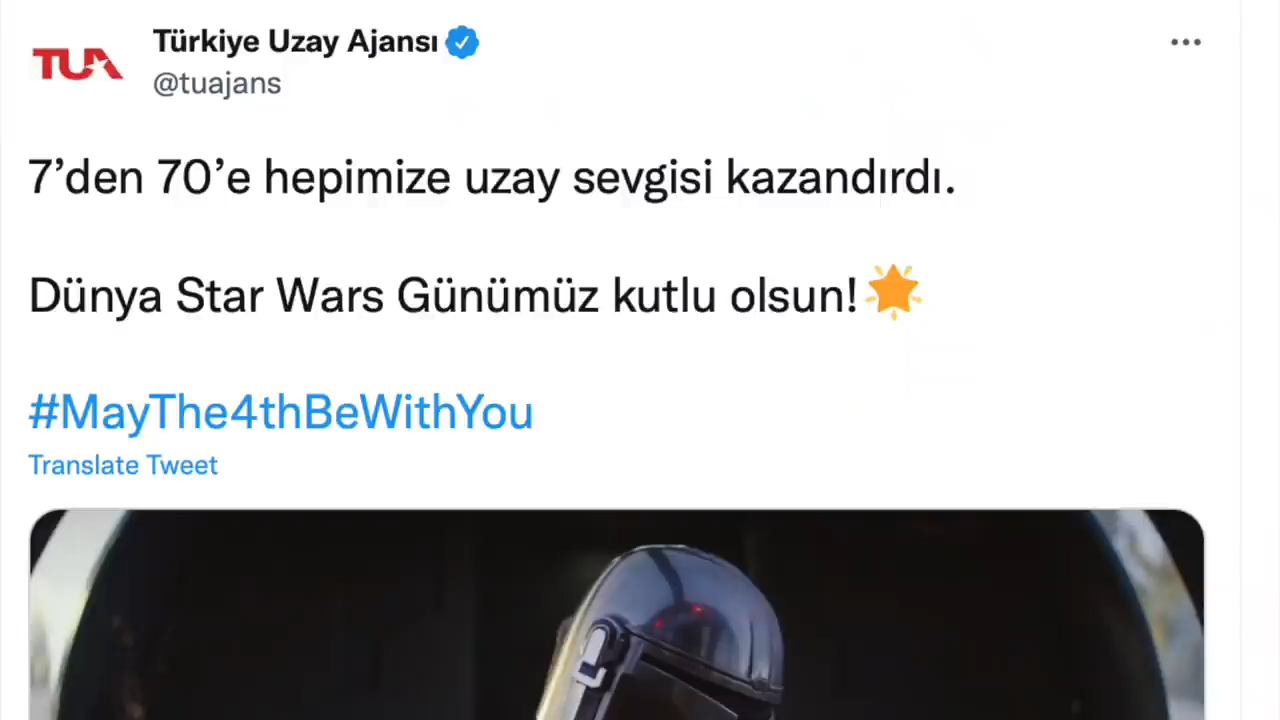 TUA
Türkiye Uzay Ajansı
@tuajans
7’den 70’e hepimize uzay sevgisi kazandırdı.
Dünya Star Wars Günümüz kutlu olsun!🌟
#MayThe4thBeWithYou
Translate Tweet